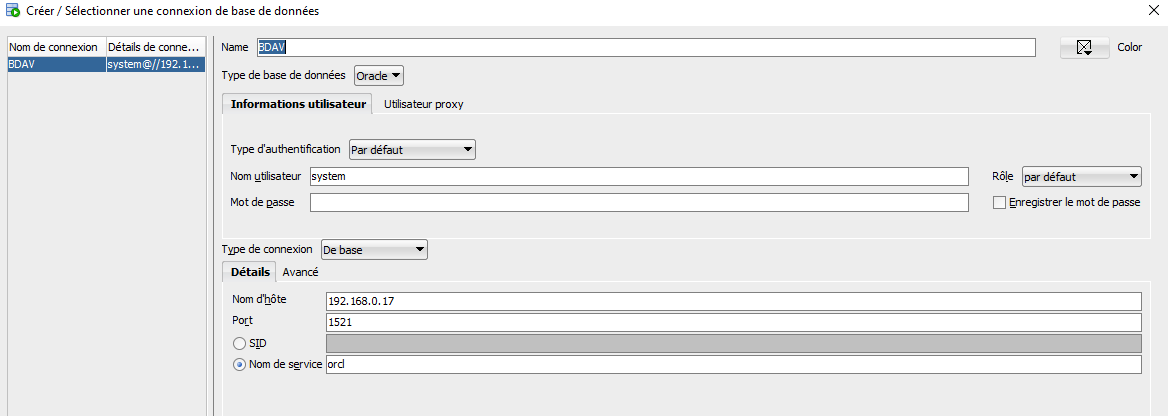 Créer / Sélectionner une connexion de base de données
Nom de connexion Détails de conne...
BDAV system@//192.1...
Name BDAV Color
Type de base de données Oracle
Informations utilisateur Utilisateur proxy
Type d'authentification Par défaut
Nom utilisateur system Rôle par défaut
Mot de passe Enregistrer le mot de passe
Type de connexion De base
Détails Avancé
Nom d'hôte 192.168.0.17
Port 1521
SID
Nom de service orcl